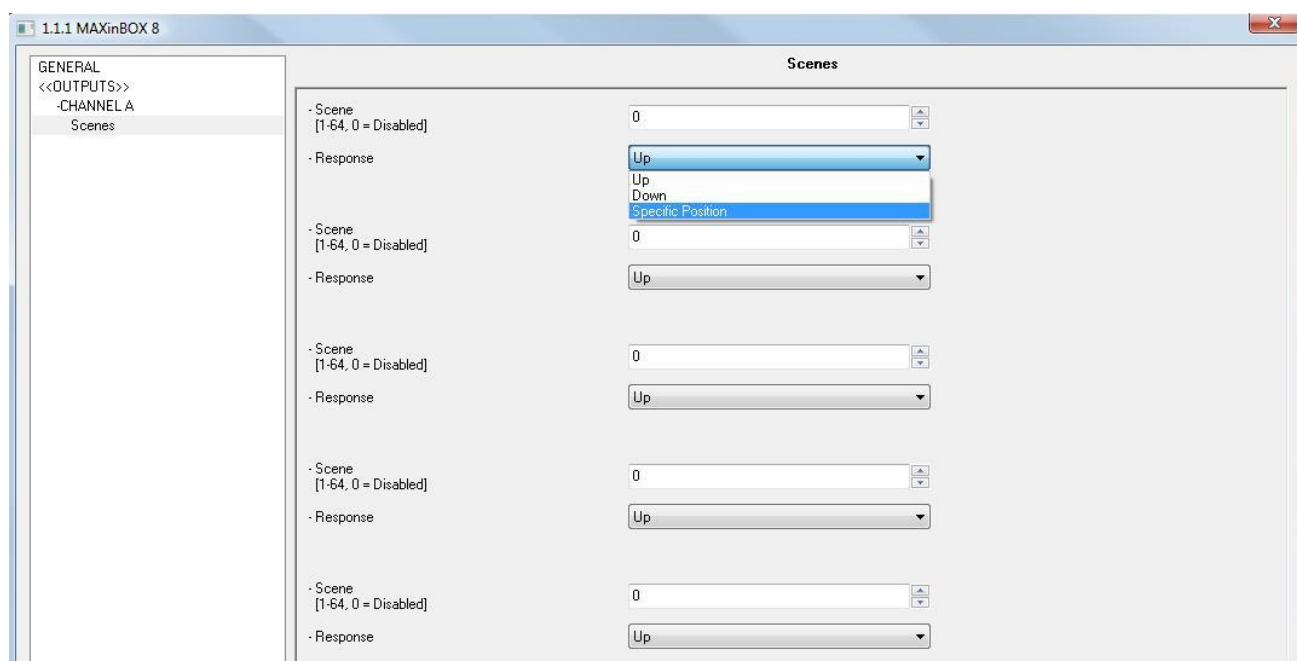 1.1.1 MAXinBOX 8
GENERAL
<<OUTPUTS>>
-CHANNEL A
Scenes
Scenes
- Scene
[1-64, 0 = Disabled]
0
- Response
Up
Up
Down
Specific Position
- Scene
[1-64, 0 = Disabled]
0
- Response
Up
- Scene
[1-64, 0 = Disabled]
0
- Response
Up
- Scene
[1-64, 0 = Disabled]
0
- Response
Up
- Scene
[1-64, 0 = Disabled]
0
- Response
Up